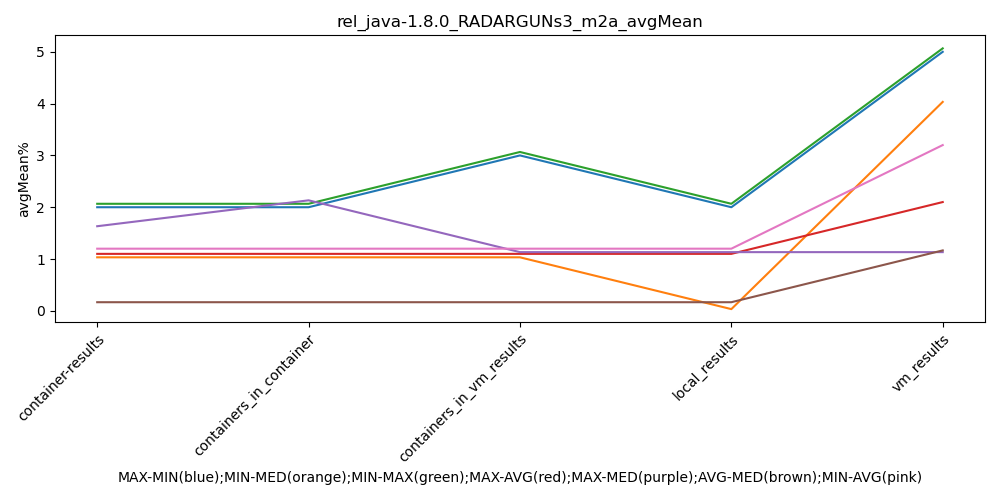 rel_java-1.8.0_RADARGUNs3_m2a_avgMean
avgMean%
5
4
3
2
1
0
container-results
containers_in_container
containers_in_vm_results
local_results
vm_results
MAX-MIN(blue);MIN-MED(orange);MIN-MAX(green);MAX-AVG(red);MAX-MED(purple);AVG-MED(brown);MIN-AVG(pink)